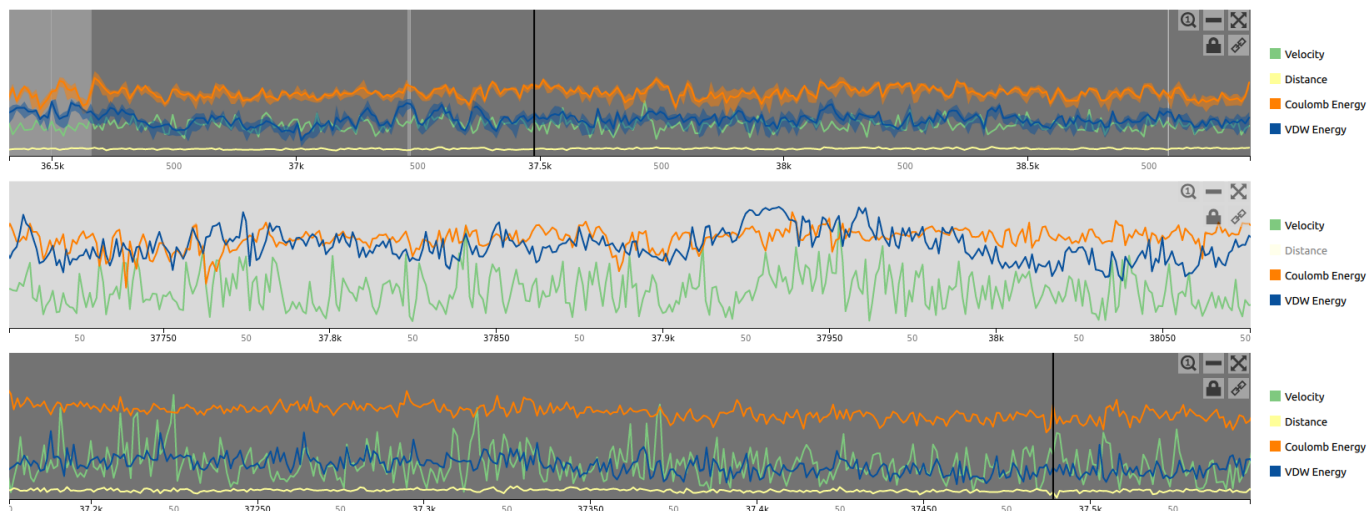 1
Velocity
Distance
Coulomb Energy
VDW Energy
36.5k 500 37k 500 37.5k 500 38k 500 38.5k 500
1
Velocity
Distance
Coulomb Energy
VDW Energy
50 37750 50 37.8k 50 37850 50 37.9k 50 37950 50 38k 50 38050 50
1
Velocity
Distance
Coulomb Energy
VDW Energy
37.2k 50 37250 50 37.3k 50 37350 50 37.4k 50 37450 50 37.5k 50